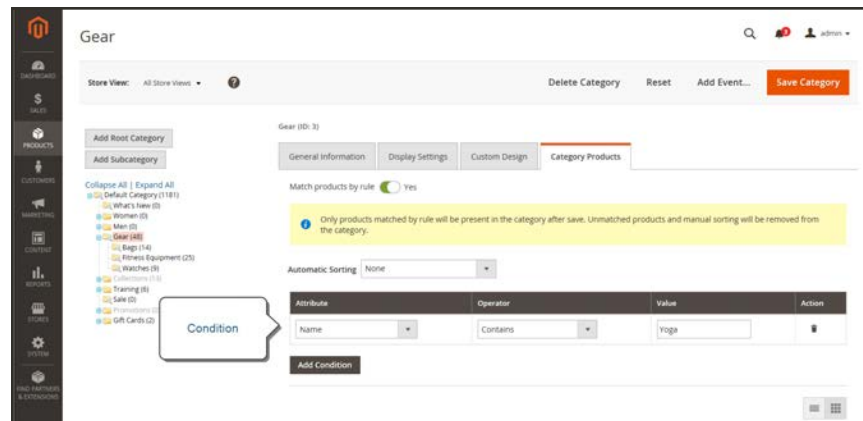 Gear
admin
DASHBOARD
SALES
PRODUCTS
CUSTOMERS
MARKETING
CONTENT
REPORTS
STORES
SYSTEM
FIND PARTNERS
& EXTENSIONS
Store View: All Store Views
?
Delete Category
Reset
Add Event...
Save Category
Add Root Category
Add Subcategory
Collapse All | Expand All
Default Category (1181)
What's New (0)
Women (0)
Men (0)
Gear (48)
Bags (14)
Fitness Equipment (25)
Watches (9)
Collections (13)
Training (6)
Sale (0)
Promotions (0)
Gift Cards (2)
Gear (ID: 3)
General Information
Display Settings
Custom Design
Category Products
Match products by rule Yes
Only products matched by rule will be present in the category after save. Unmatched products and manual sorting will be removed from
the category.
Automatic Sorting None
Attribute Operator Value Action
Name Contains Yoga
Add Condition
Condition